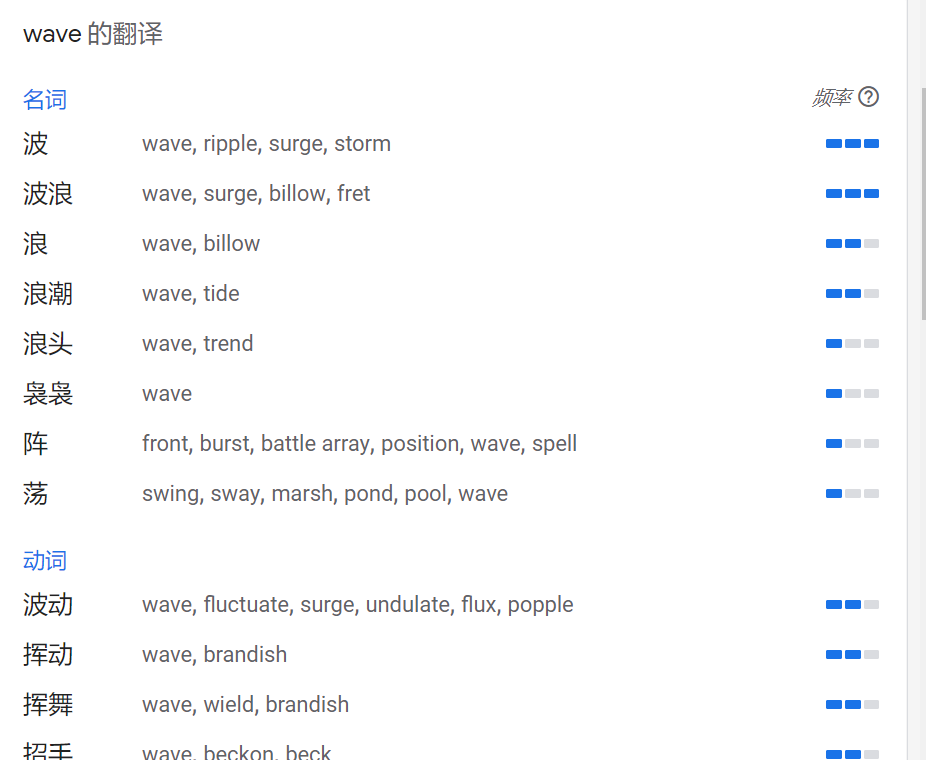 wave 的翻译
名词 频率 ?
波 wave, ripple, surge, storm
波浪 wave, surge, billow, fret
浪 wave, billow
浪潮 wave, tide
浪头 wave, trend
袅袅 wave
阵 front, burst, battle array, position, wave, spell
荡 swing, sway, marsh, pond, pool, wave
动词
波动 wave, fluctuate, surge, undulate, flux, popple
挥动 wave, brandish
挥舞 wave, wield, brandish
招手 wave, beckon, beck